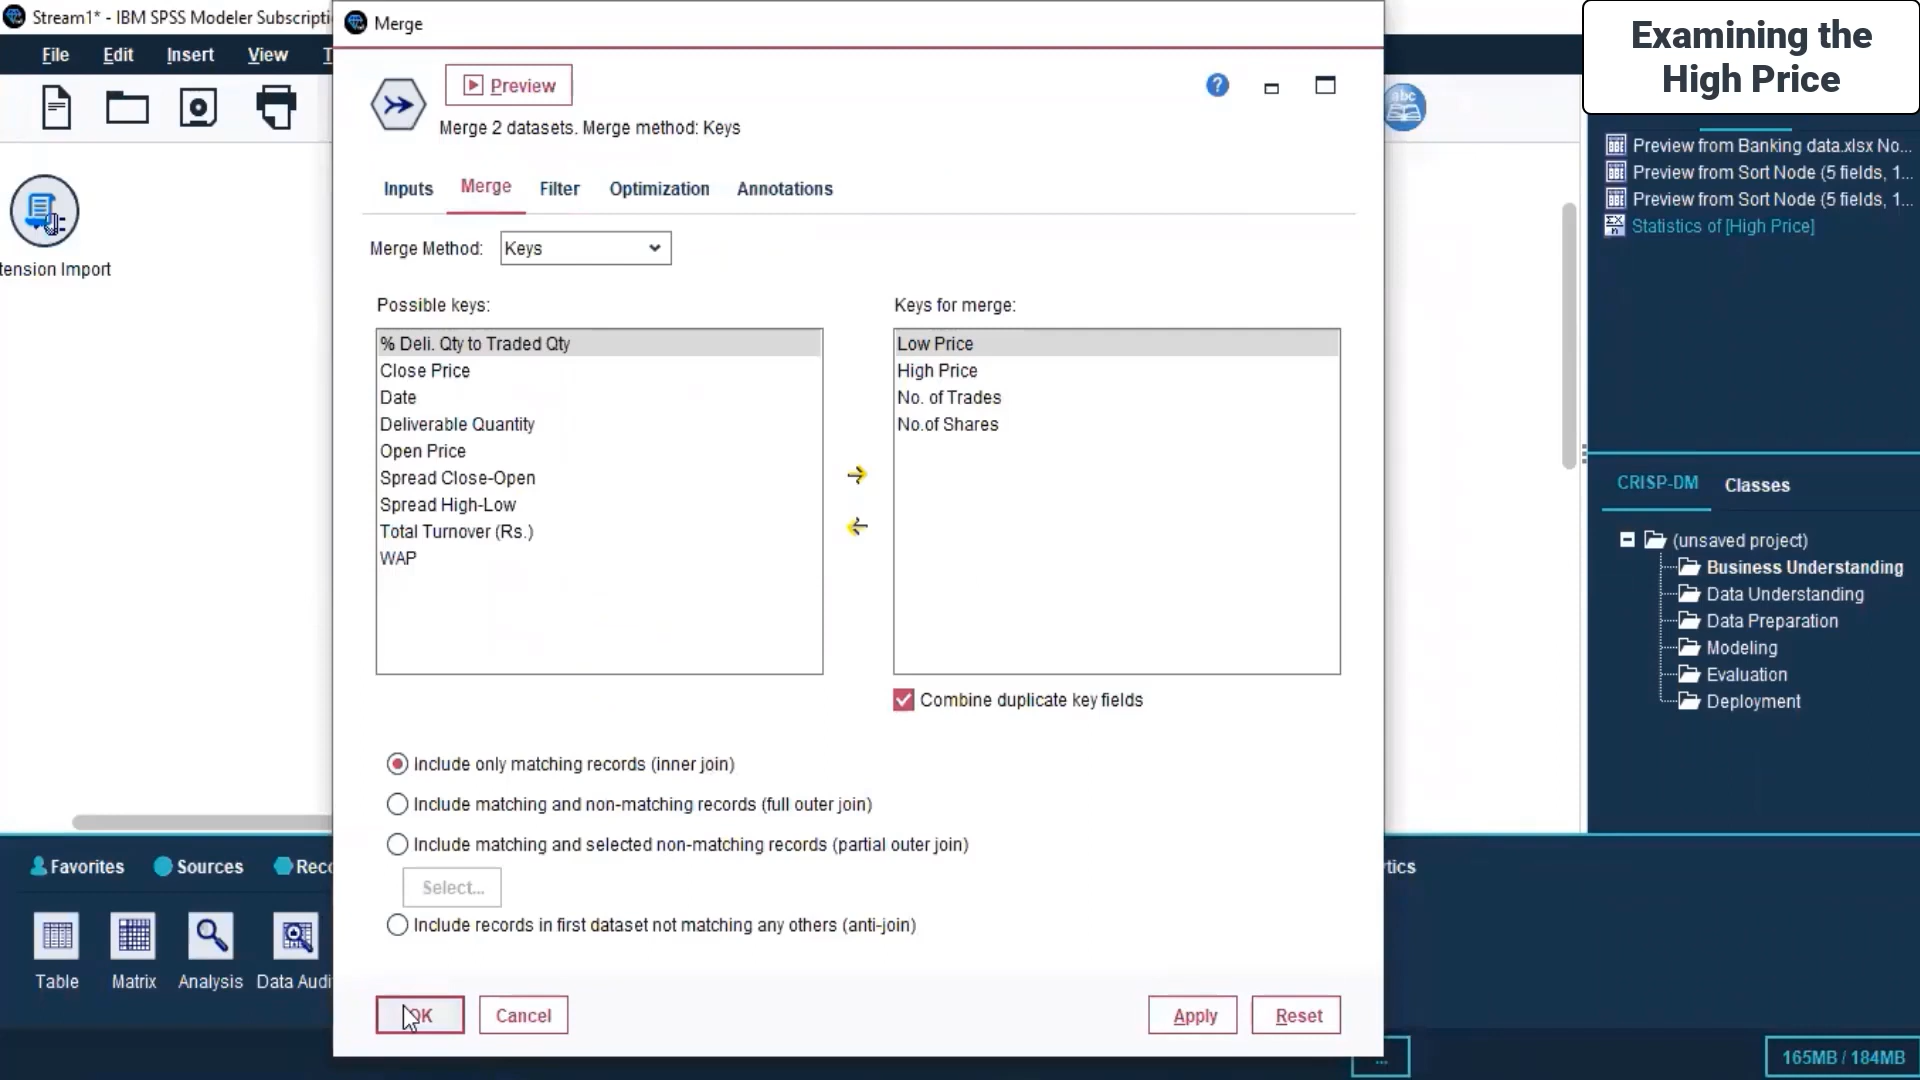 Stream1* - IBM SPSS Modeler Subscripti
File Edit Insert View T
Merge
Examining the
High Price
Preview
Merge 2 datasets. Merge method: Keys
?
abc
Inputs Merge Filter Optimization Annotations
Merge Method: Keys
Possible keys:
% Deli. Qty to Traded Qty
Close Price
Date
Deliverable Quantity
Open Price
Spread Close-Open
Spread High-Low
Total Turnover (Rs.)
WAP
Keys for merge:
Low Price
High Price
No. of Trades
No.of Shares
Combine duplicate key fields
Include only matching records (inner join)
Include matching and non-matching records (full outer join)
Include matching and selected non-matching records (partial outer join)
Select...
Include records in first dataset not matching any others (anti-join)
OK Cancel Apply Reset
tension Import
Preview from Banking data.xlsx No...
Preview from Sort Node (5 fields, 1...
Preview from Sort Node (5 fields, 1...
Statistics of [High Price]
CRISP-DM Classes
(unsaved project)
Business Understanding
Data Understanding
Data Preparation
Modeling
Evaluation
Deployment
Favorites Sources Reco
tics
Table Matrix Analysis Data Audi
...
165MB / 184MB